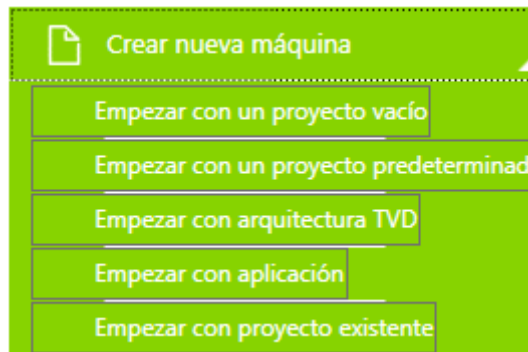 Crear nueva máquina
Empezar con un proyecto vacío
Empezar con un proyecto predeterminad
Empezar con arquitectura TVD
Empezar con aplicación
Empezar con proyecto existente